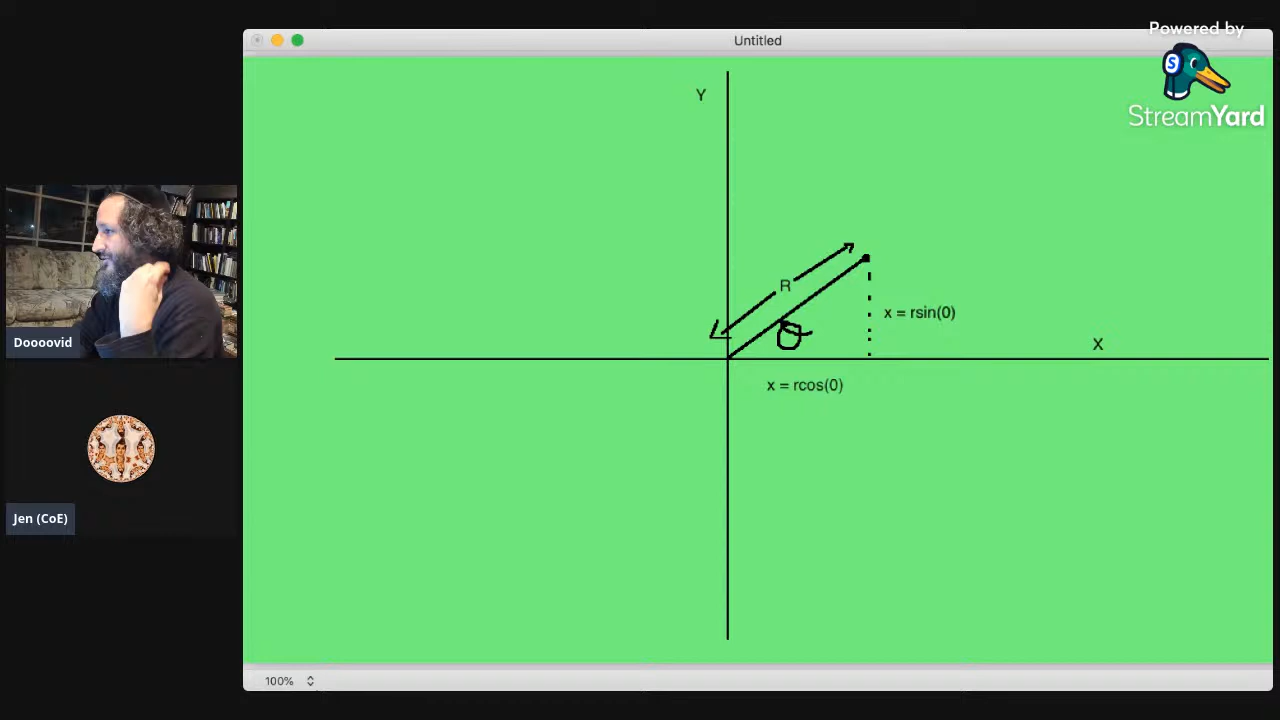 Untitled
Powered by
S
StreamYard
Y
R
θ
x = rsin(0)
X
x = rcos(0)
Doooovid
Jen (CoE)
100%